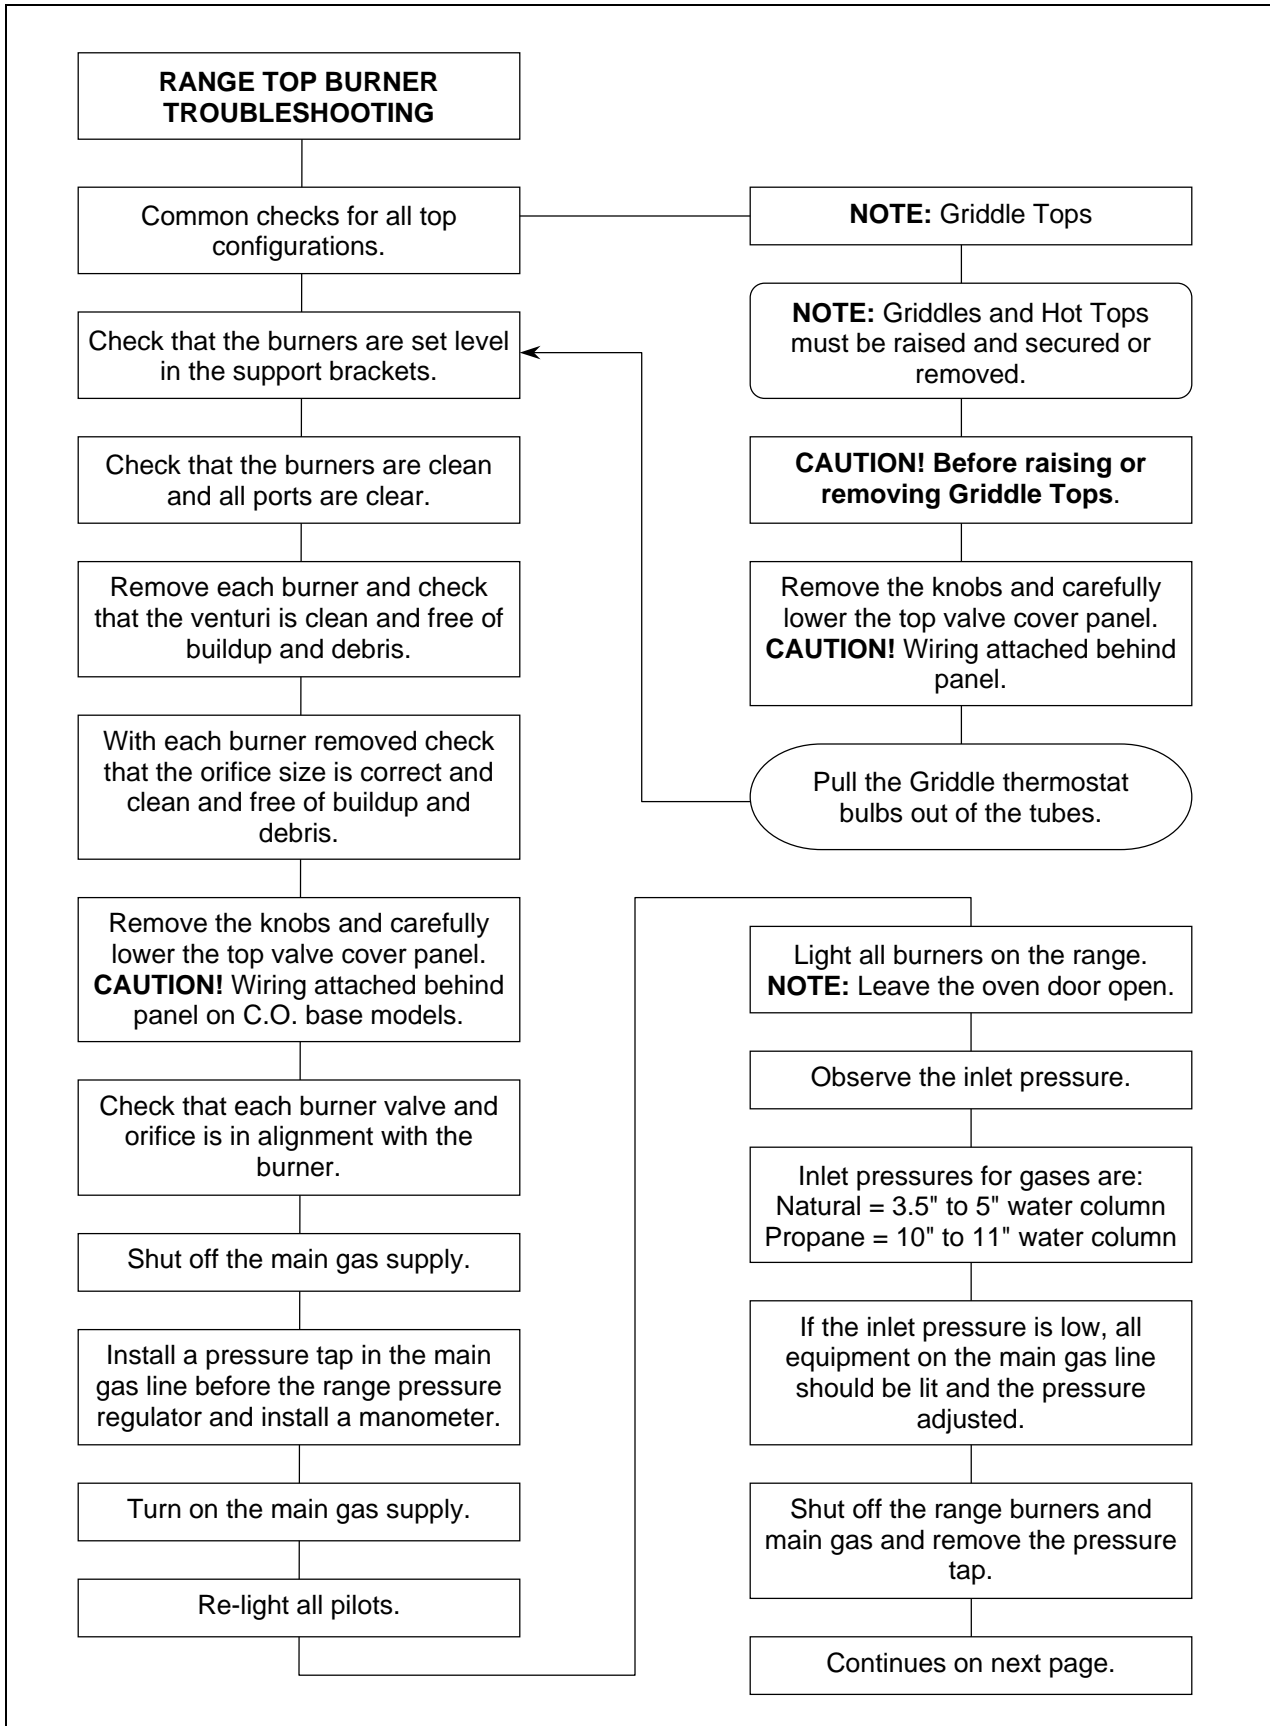 RANGE TOP BURNER
TROUBLESHOOTING
Common checks for all top
configurations.
Check that the burners are set level
in the support brackets.
Check that the burners are clean
and all ports are clear.
Remove each burner and check
that the venturi is clean and free of
buildup and debris.
With each burner removed check
that the orifice size is correct and
clean and free of buildup and
debris.
Remove the knobs and carefully
lower the top valve cover panel.
CAUTION! Wiring attached behind
panel on C.O. base models.
Check that each burner valve and
orifice is in alignment with the
burner.
Shut off the main gas supply.
Install a pressure tap in the main
gas line before the range pressure
regulator and install a manometer.
Turn on the main gas supply.
Re-light all pilots.
NOTE: Griddle Tops
NOTE: Griddles and Hot Tops
must be raised and secured or
removed.
CAUTION! Before raising or
removing Griddle Tops.
Remove the knobs and carefully
lower the top valve cover panel.
CAUTION! Wiring attached behind
panel.
Pull the Griddle thermostat
bulbs out of the tubes.
Light all burners on the range.
NOTE: Leave the oven door open.
Observe the inlet pressure.
Inlet pressures for gases are:
Natural = 3.5" to 5" water column
Propane = 10" to 11" water column
If the inlet pressure is low, all
equipment on the main gas line
should be lit and the pressure
adjusted.
Shut off the range burners and
main gas and remove the pressure
tap.
Continues on next page.